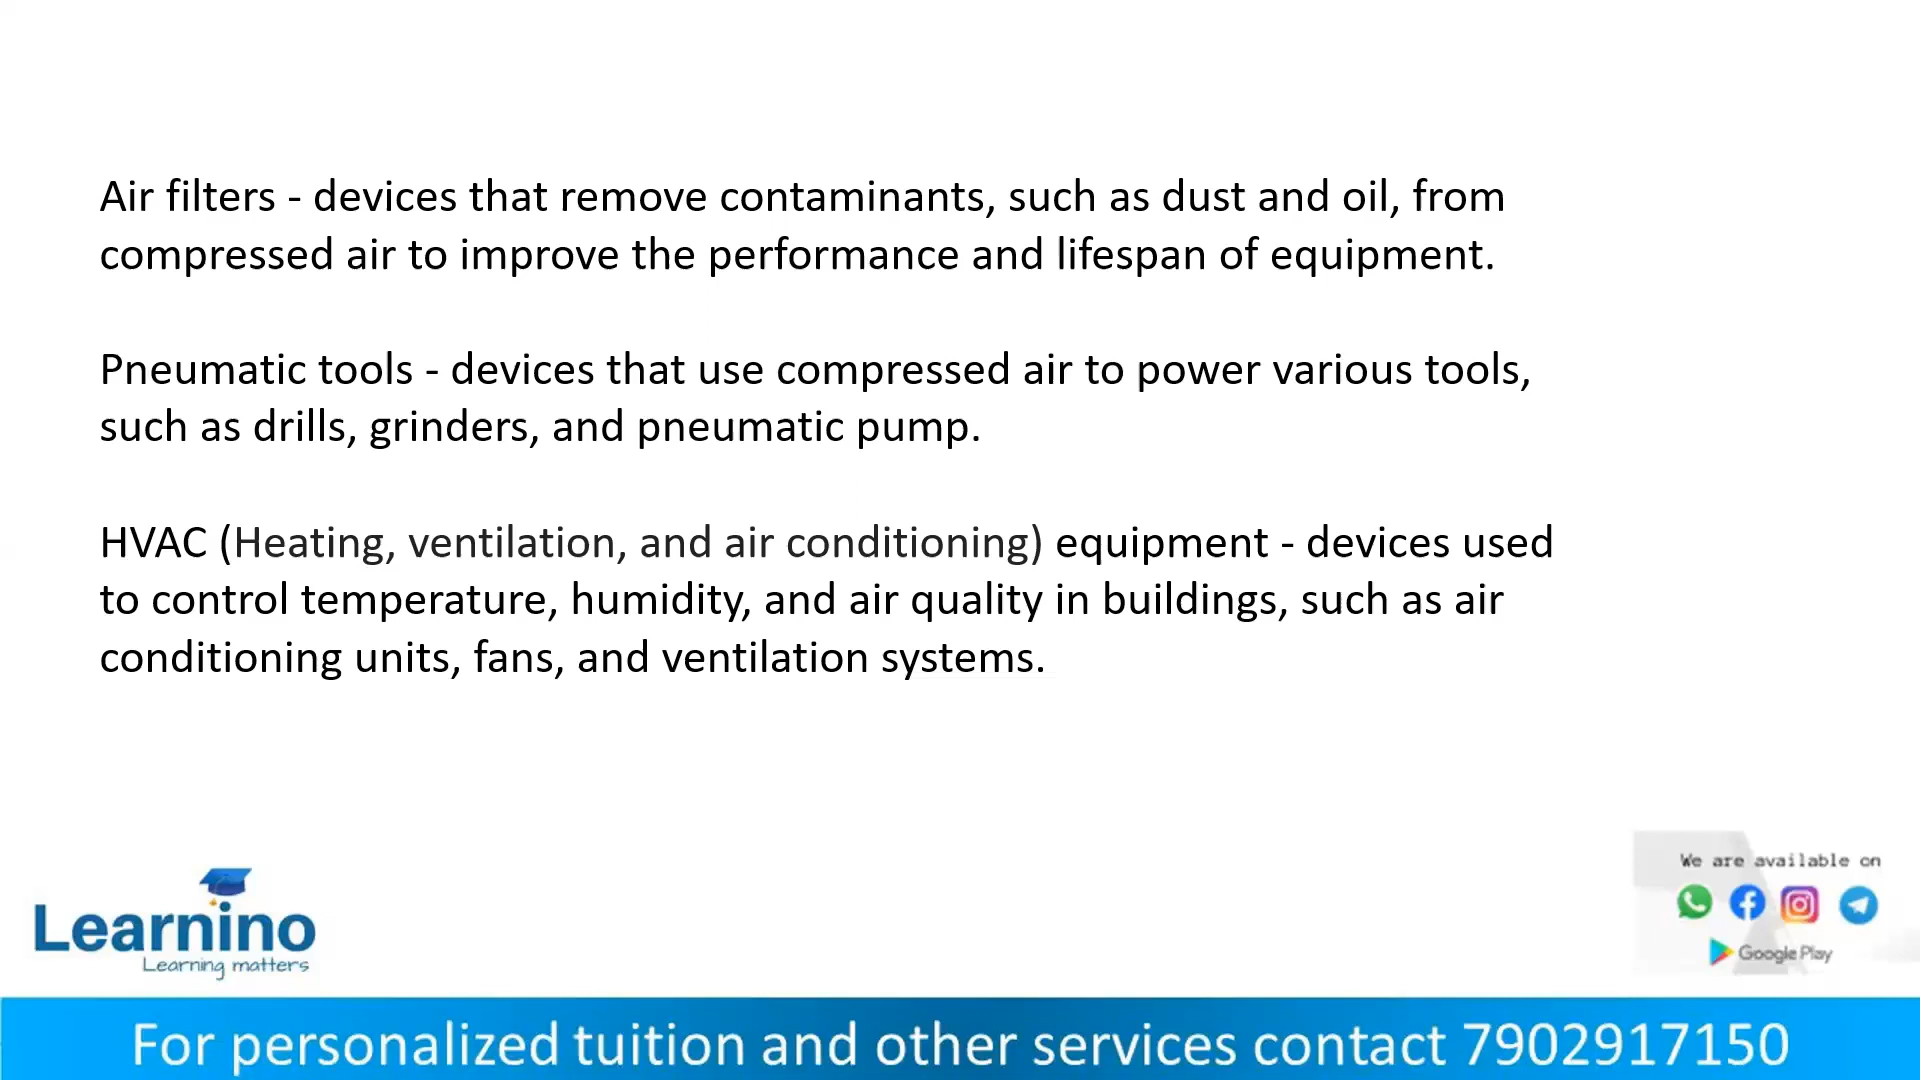 Air filters - devices that remove contaminants, such as dust and oil, from
compressed air to improve the performance and lifespan of equipment.
Pneumatic tools - devices that use compressed air to power various tools,
such as drills, grinders, and pneumatic pump.
HVAC (Heating, ventilation, and air conditioning) equipment - devices used
to control temperature, humidity, and air quality in buildings, such as air
conditioning units, fans, and ventilation systems.
We are available on
Learnino
Learning matters
Google Play
For personalized tuition and other services contact 7902917150